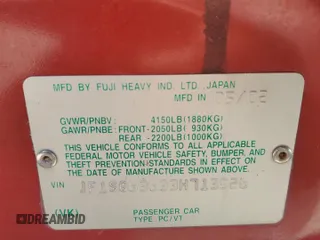 MFD BY FUJI HEAVY IND. LTD. JAPAN
MFD IN
GVWR/PNBV : 4150LB(1880KG)
GAWR/PNBE: FRONT-2050LB( 930KG)
REAR -2200LB(1000KG)
THIS VEHICLE CONFORMS TO ALL APPLICABLE
FEDERAL MOTOR VEHICLE SAFETY, BUMPER, AND
THEFT PREVENTION STANDARDS IN EFFECT ON
THE DATE OF MANUFACTURE SHOWN ABOVE.
VIN
(VK) PASSENGER CAR
TYPE PC/VT
DREAMBID